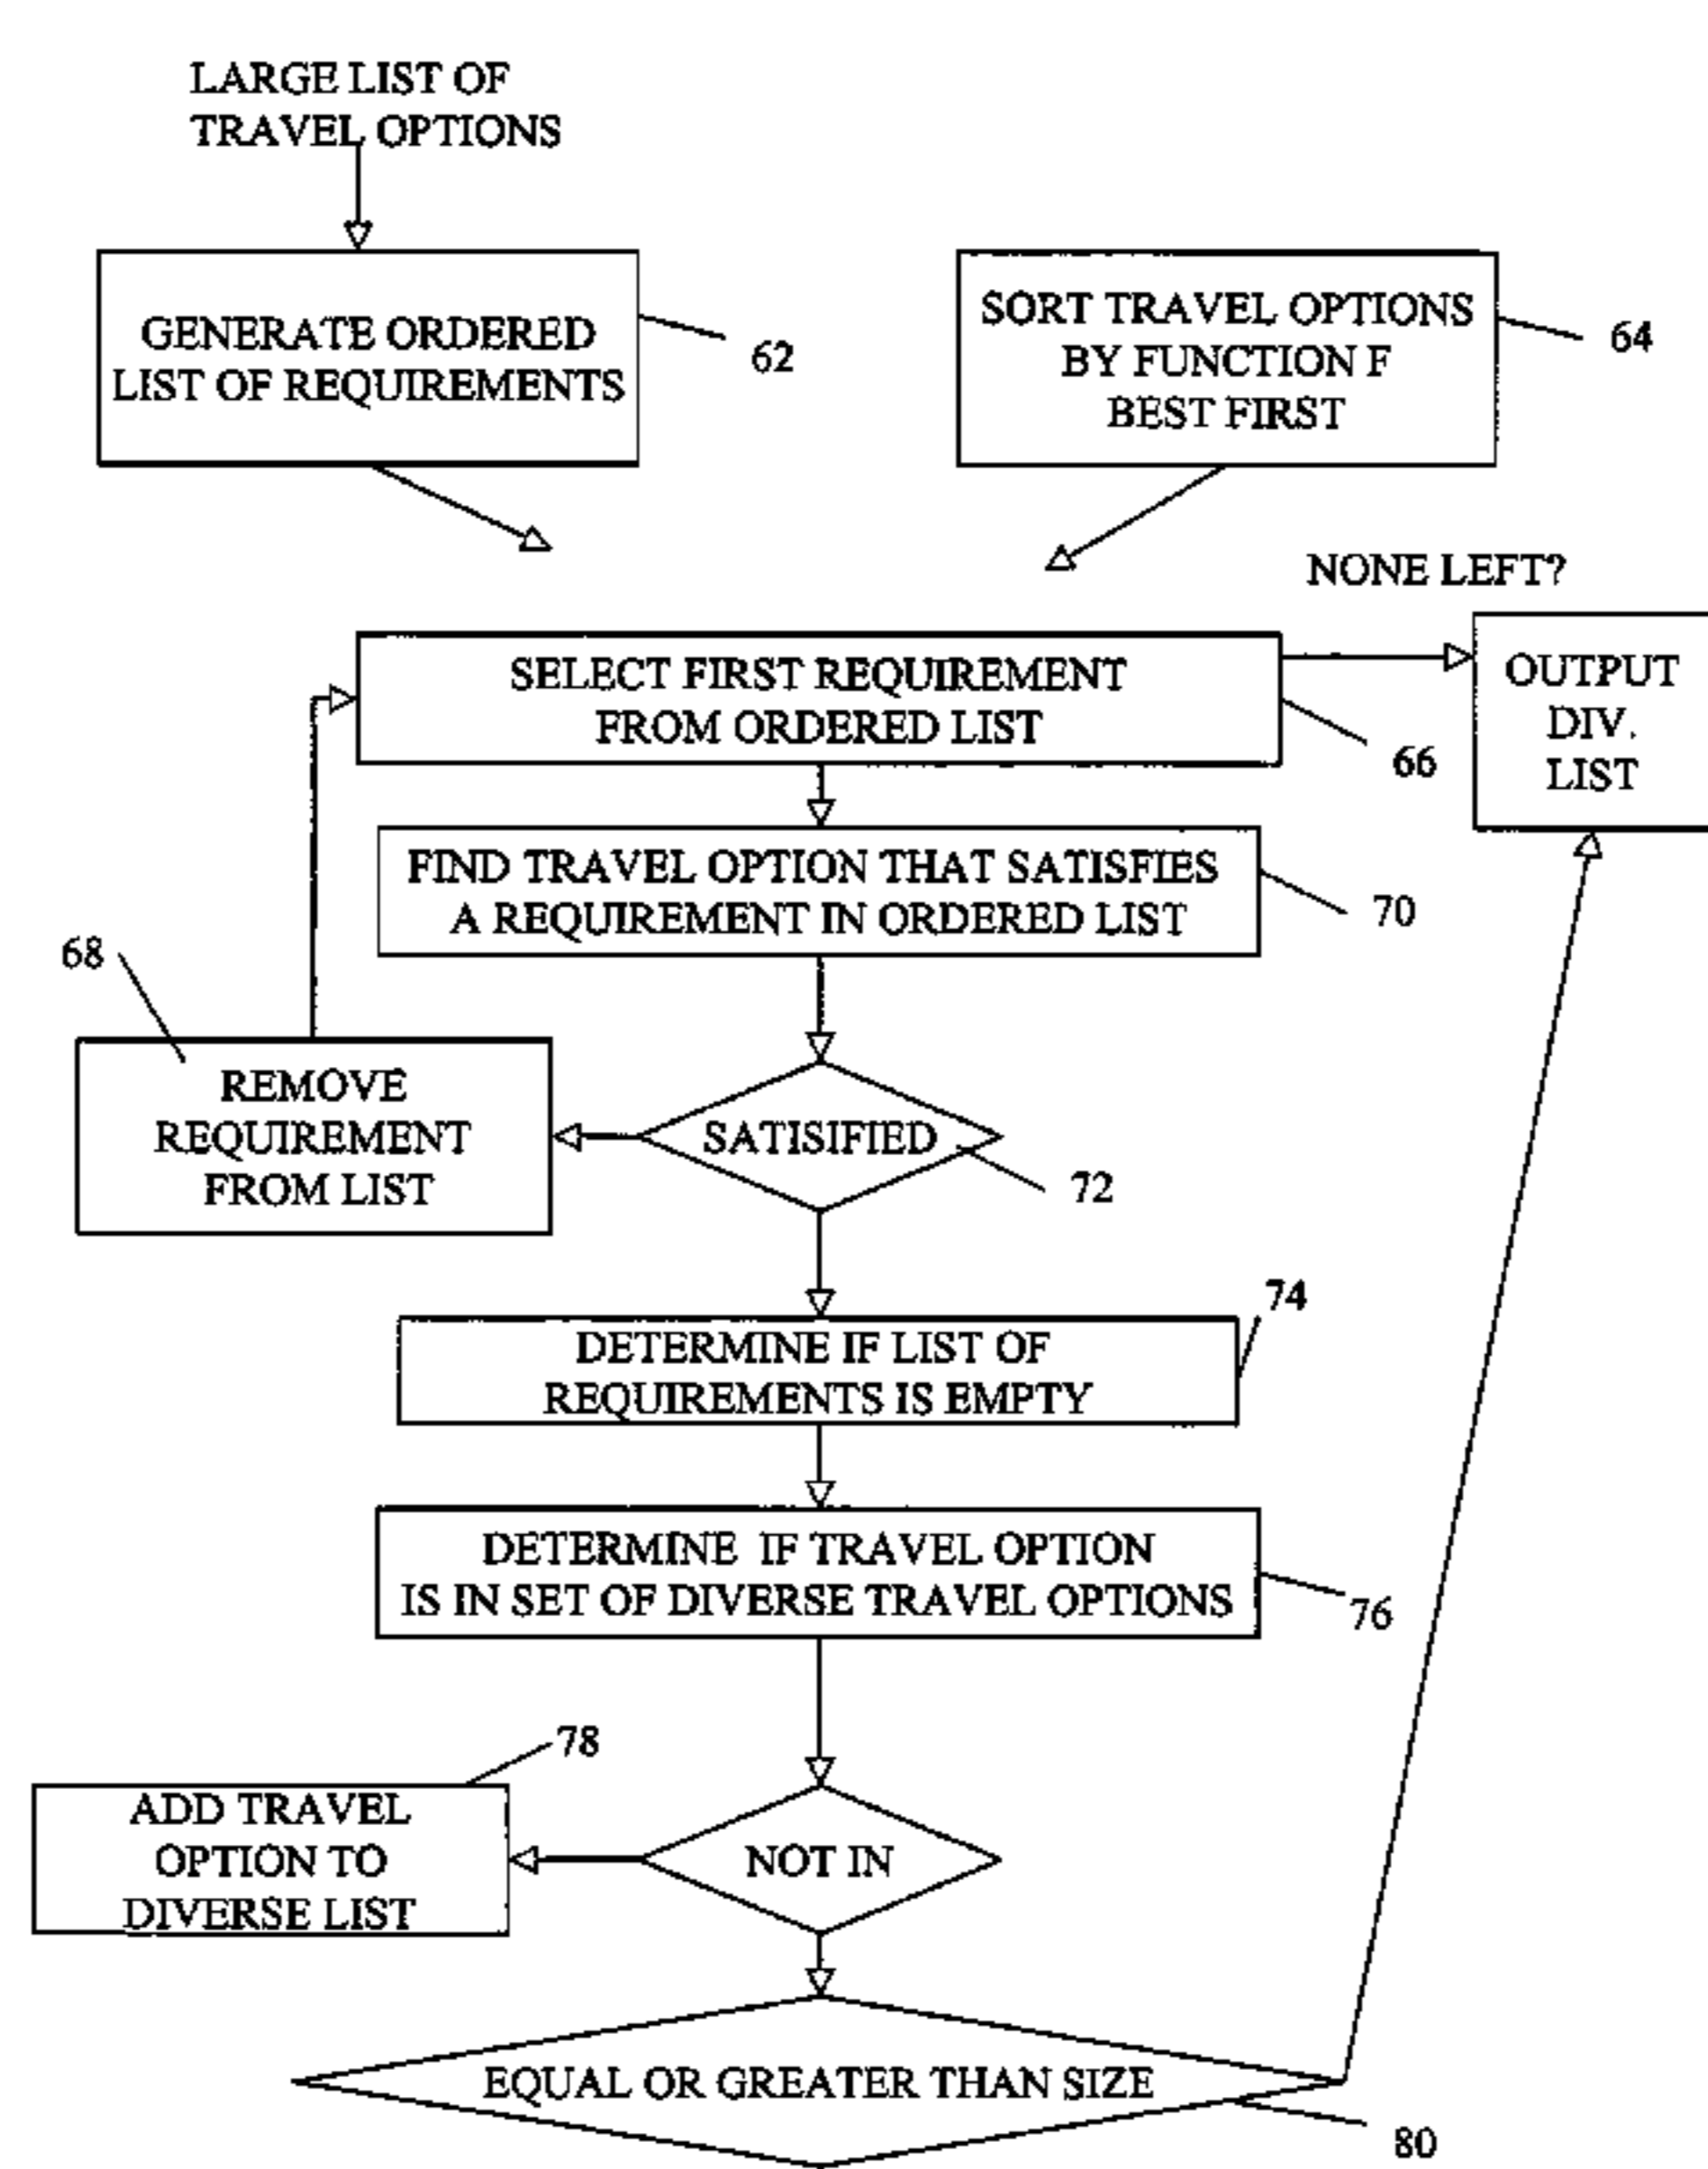 LARGE LIST OF
TRAVEL OPTIONS
GENERATE ORDERED
LIST OF REQUIREMENTS
62
SORT TRAVEL OPTIONS
BY FUNCTION F
BEST FIRST
64
NONE LEFT?
SELECT FIRST REQUIREMENT
FROM ORDERED LIST
66
OUTPUT
DIV.
LIST
FIND TRAVEL OPTION THAT SATISFIES
A REQUIREMENT IN ORDERED LIST
70
68
REMOVE
REQUIREMENT
FROM LIST
SATISIFIED
72
74
DETERMINE IF LIST OF
REQUIREMENTS IS EMPTY
DETERMINE IF TRAVEL OPTION
IS IN SET OF DIVERSE TRAVEL OPTIONS
76
78
ADD TRAVEL
OPTION TO
DIVERSE LIST
NOT IN
EQUAL OR GREATER THAN SIZE
80